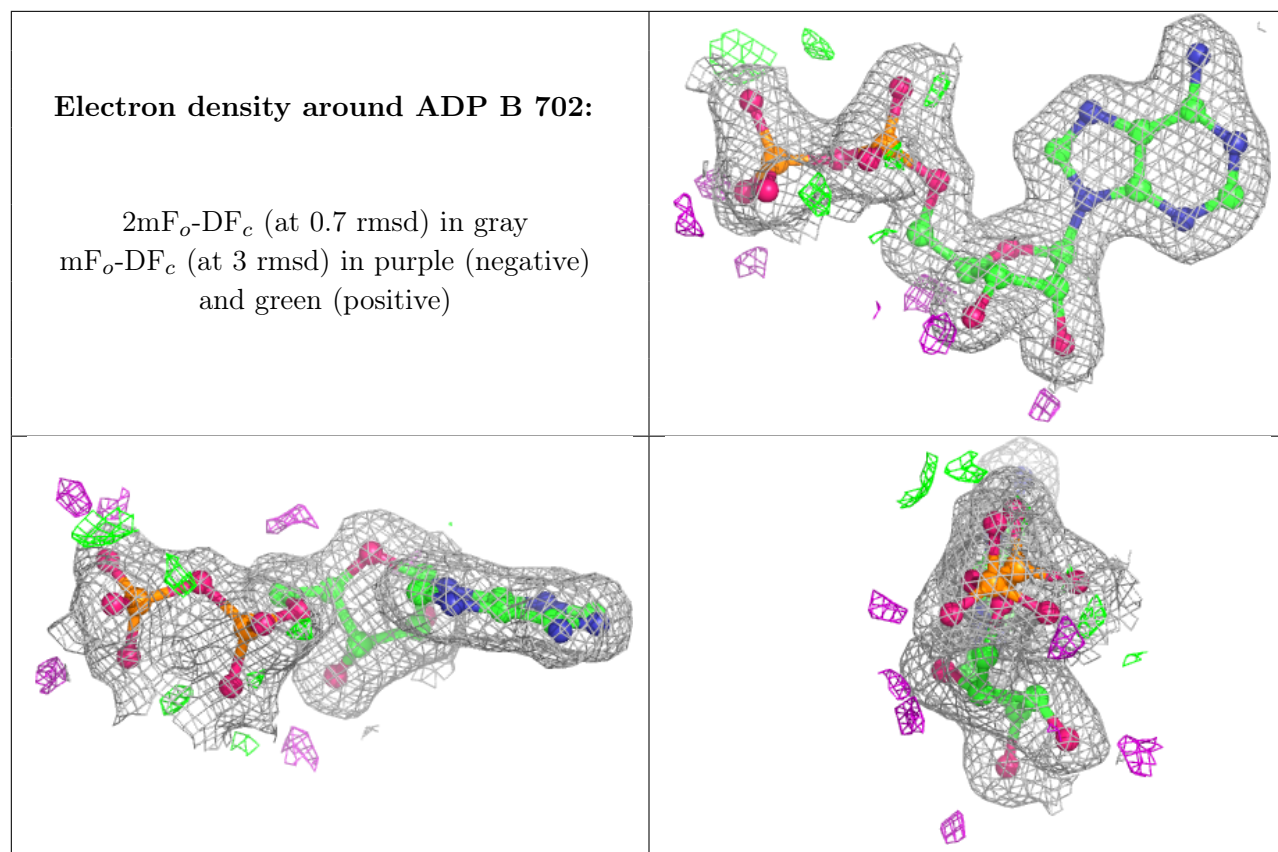 Electron density around ADP B 702:
2mFo-DFc (at 0.7 rmsd) in gray
mFo-DFc (at 3 rmsd) in purple (negative)
and green (positive)